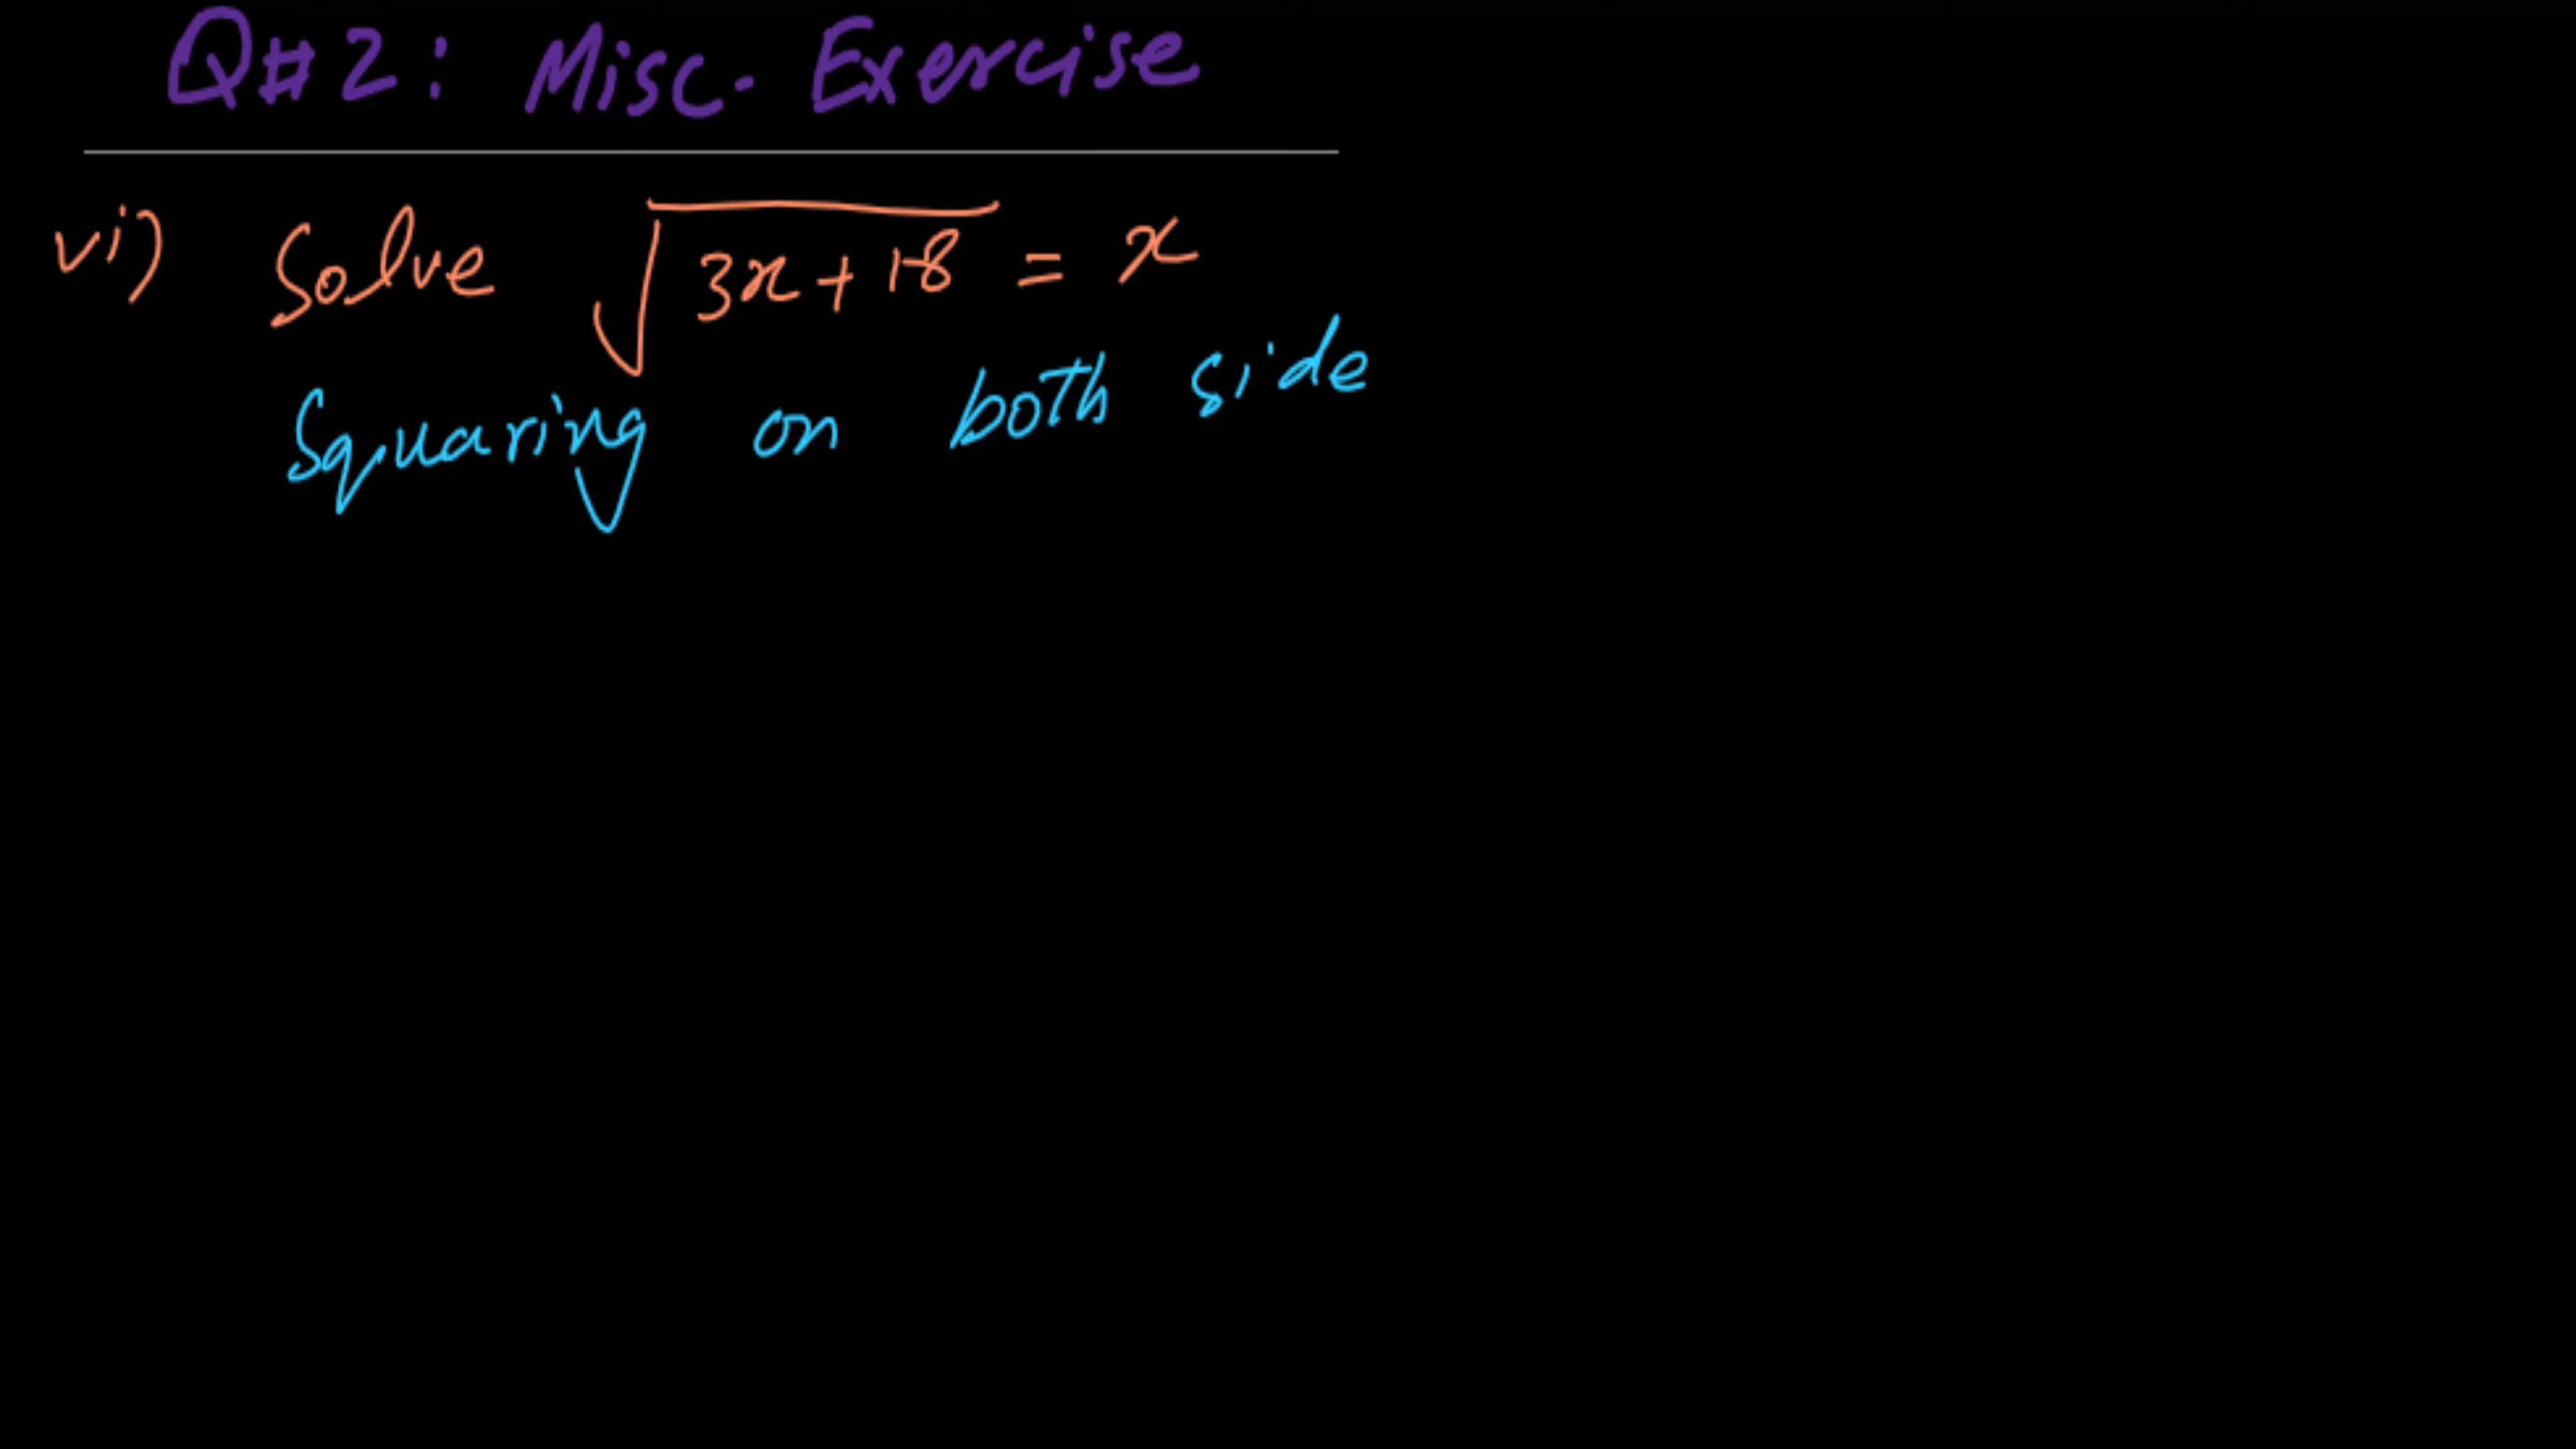 Q#2: Misc. Exercise
vi) Solve √3x+18 = x
Squaring on both side